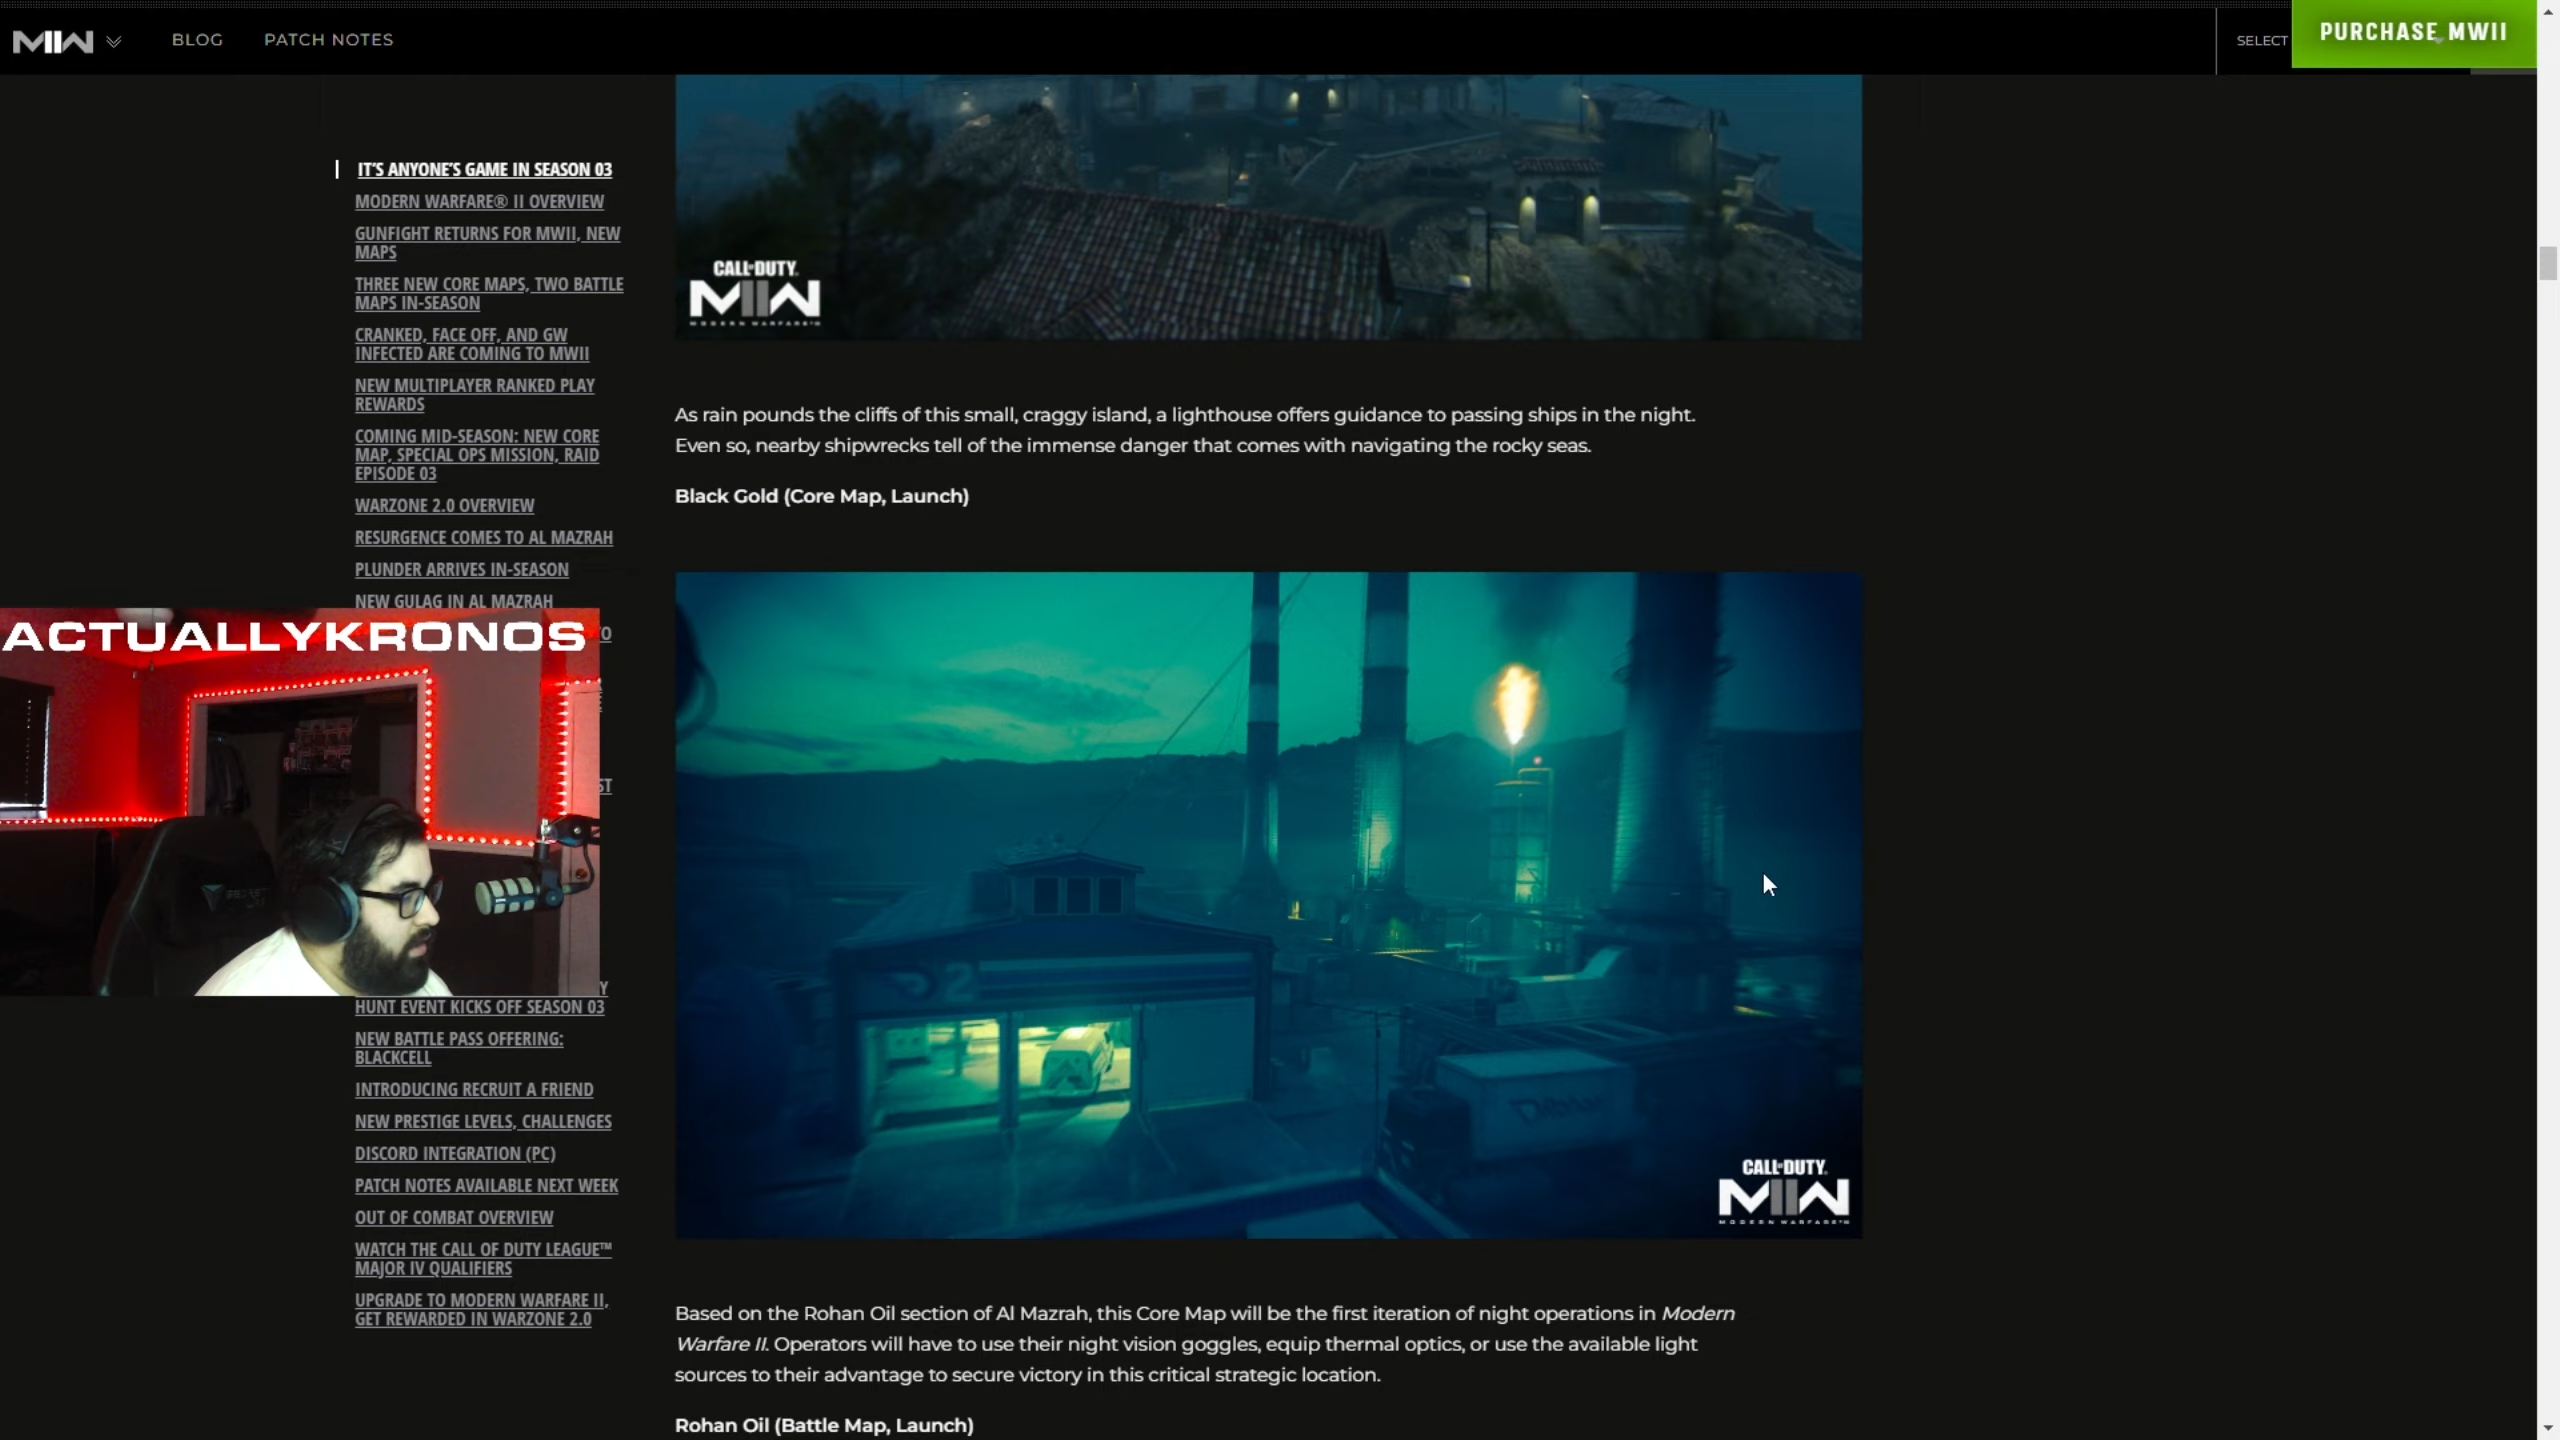 BLOG
PATCH NOTES
SELECT
PURCHASE MWII
IT'S ANYONE'S GAME IN SEASON 03
MODERN WARFARE® II OVERVIEW
GUNFIGHT RETURNS FOR MWII, NEW
MAPS
THREE NEW CORE MAPS, TWO BATTLE
MAPS IN-SEASON
CRANKED, FACE OFF, AND GW
INFECTED ARE COMING TO MWII
NEW MULTIPLAYER RANKED PLAY
REWARDS
COMING MID-SEASON: NEW CORE
MAP, SPECIAL OPS MISSION, RAID
EPISODE 03
WARZONE 2.0 OVERVIEW
RESURGENCE COMES TO AL MAZRAH
PLUNDER ARRIVES IN-SEASON
NEW GULAG IN AL MAZRAH
ACTUALLYKRONOS
HUNT EVENT KICKS OFF SEASON 03
NEW BATTLE PASS OFFERING:
BLACKCELL
INTRODUCING RECRUIT A FRIEND
NEW PRESTIGE LEVELS, CHALLENGES
DISCORD INTEGRATION (PC)
PATCH NOTES AVAILABLE NEXT WEEK
OUT OF COMBAT OVERVIEW
WATCH THE CALL OF DUTY LEAGUE™
MAJOR IV QUALIFIERS
UPGRADE TO MODERN WARFARE II,
GET REWARDED IN WARZONE 2.0
CALL OF DUTY
MWII
MODERN WARFARE
As rain pounds the cliffs of this small, craggy island, a lighthouse offers guidance to passing ships in the night.
Even so, nearby shipwrecks tell of the immense danger that comes with navigating the rocky seas.
Black Gold (Core Map, Launch)
2
CALL OF DUTY
MWII
MODERN WARFARE
Based on the Rohan Oil section of Al Mazrah, this Core Map will be the first iteration of night operations in Modern
Warfare II. Operators will have to use their night vision goggles, equip thermal optics, or use the available light
sources to their advantage to secure victory in this critical strategic location.
Rohan Oil (Battle Map, Launch)